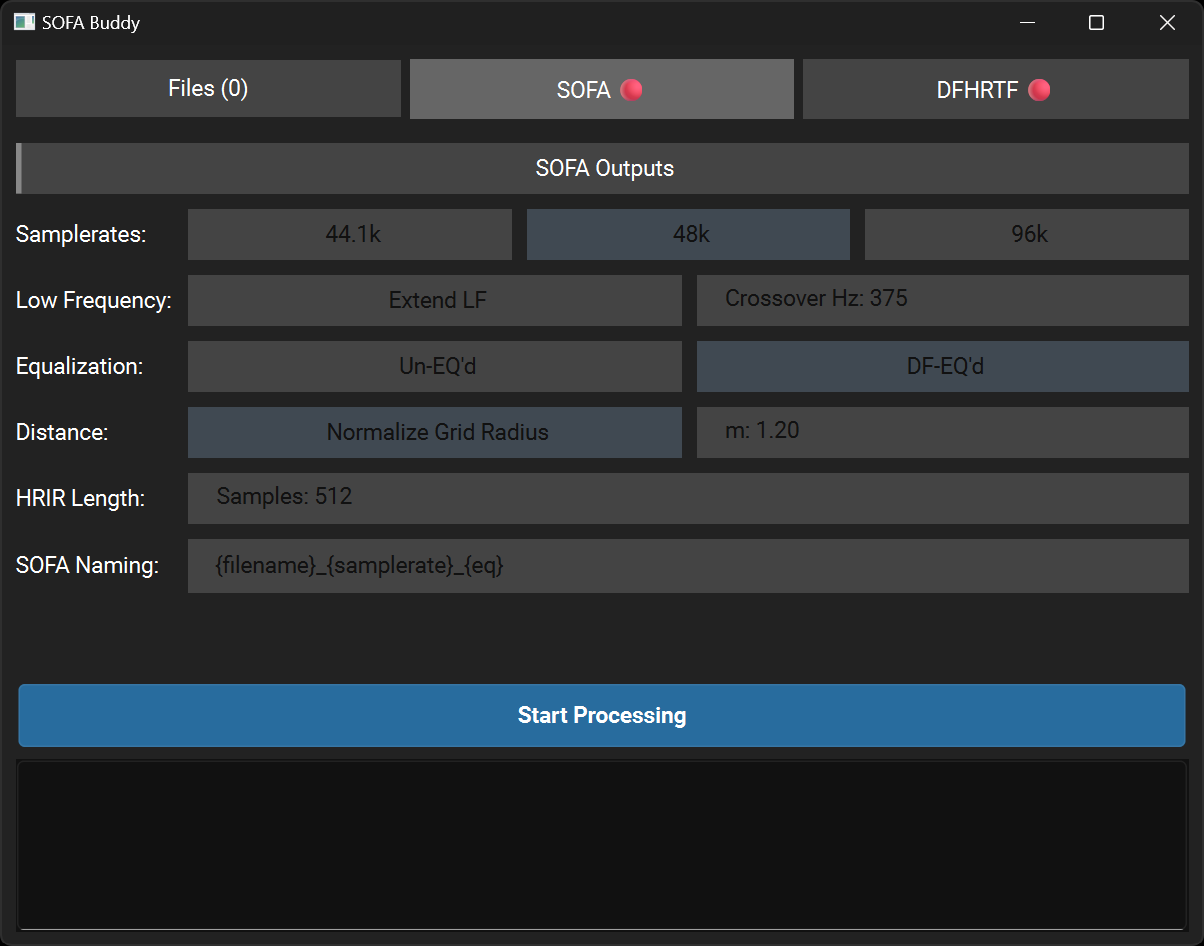 SOFA Buddy
Files (0)
SOFA
DFHRTF
SOFA Outputs
Samplerates: 44.1k 48k 96k
Low Frequency: Extend LF Crossover Hz: 375
Equalization: Un-EQ'd DF-EQ'd
Distance: Normalize Grid Radius m: 1.20
HRIR Length: Samples: 512
SOFA Naming: {filename}_{samplerate}_{eq}
Start Processing